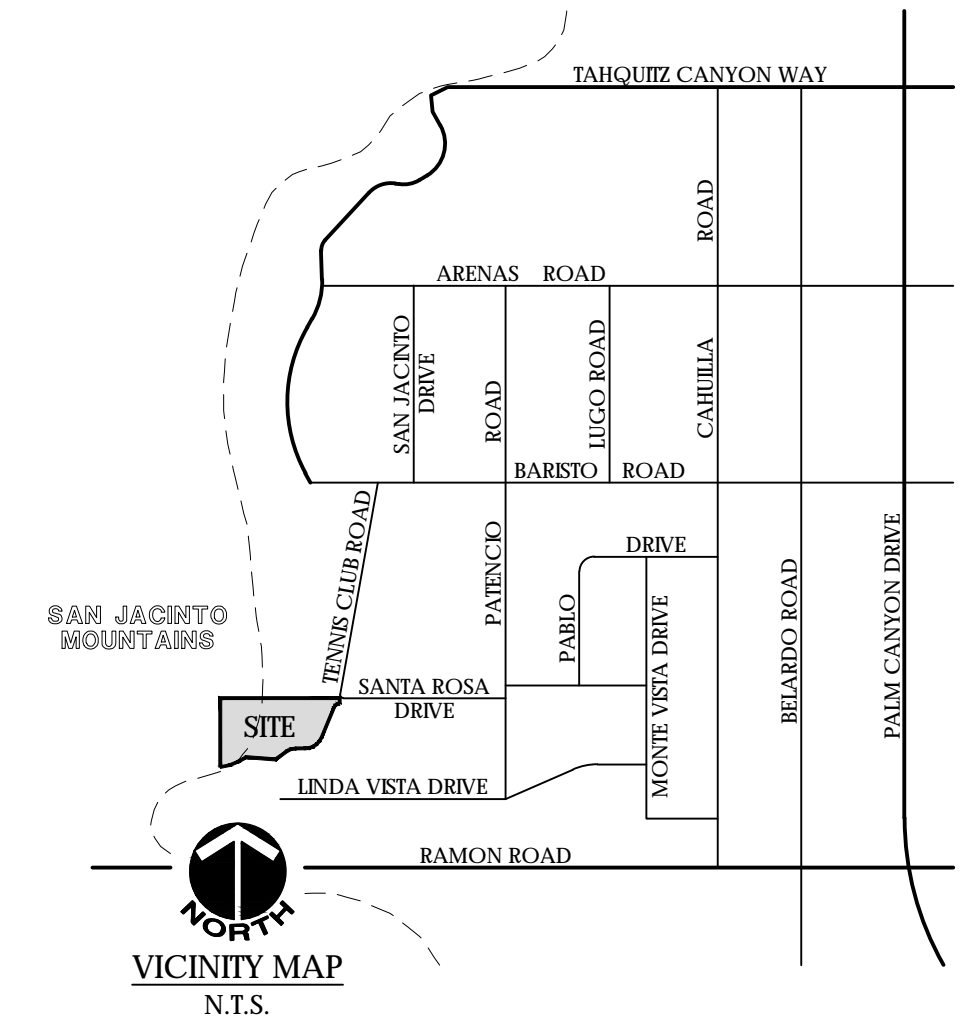 TAHQUITZ CANYON WAY
ROAD
ARENAS ROAD
SAN JACINTO
DRIVE
ROAD
LUGO ROAD
CAHUILLA
BARISTO ROAD
TENNIS CLUB ROAD
PATENCIO
DRIVE
PABLO
MONTE VISTA DRIVE
BELARDO ROAD
PALM CANYON DRIVE
SAN JACINTO
MOUNTAINS
SANTA ROSA
DRIVE
SITE
LINDA VISTA DRIVE
RAMON ROAD
NORTH
VICINITY MAP
N.T.S.